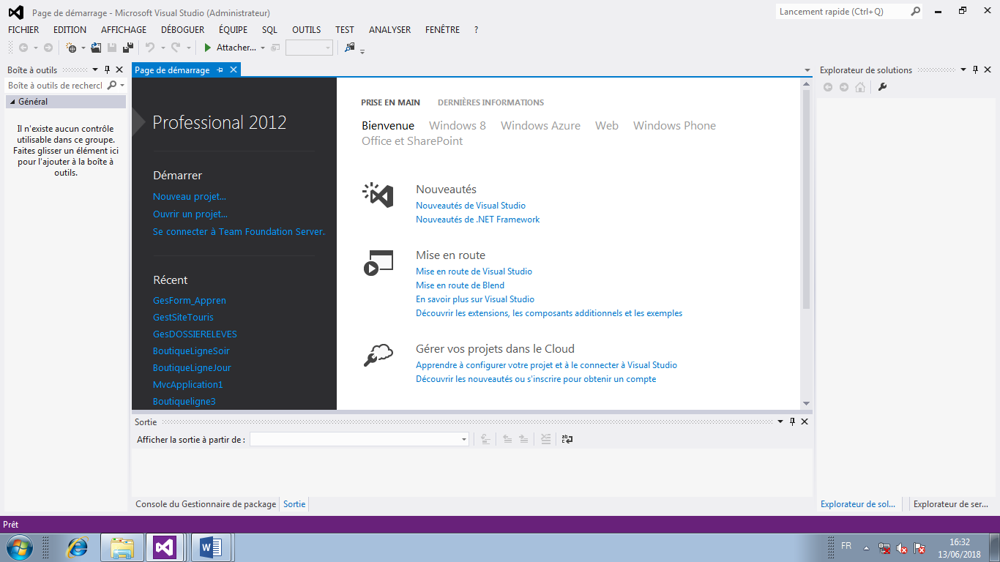 Page de démarrage - Microsoft Visual Studio (Administrateur)
Lancement rapide (Ctrl+Q)
FICHIER EDITION AFFICHAGE DÉBOGUER ÉQUIPE SQL OUTILS TEST ANALYSER FENÊTRE ?
Attacher...
Boîte à outils
Boîte à outils de rechercl
Général
Il n'existe aucun contrôle
utilisable dans ce groupe.
Faites glisser un élément ici
pour l'ajouter à la boîte à
outils.
Page de démarrage
Professional 2012
Démarrer
Nouveau projet...
Ouvrir un projet...
Se connecter à Team Foundation Server.
Récent
GesForm_Appren
GestSiteTouris
GesDOSSIERELEVES
BoutiqueLigneSoir
BoutiqueLigneJour
MvcApplication1
Boutiqueligne3
PRISE EN MAIN DERNIÈRES INFORMATIONS
Bienvenue Windows 8 Windows Azure Web Windows Phone
Office et SharePoint
Nouveautés
Nouveautés de Visual Studio
Nouveautés de .NET Framework
Mise en route
Mise en route de Visual Studio
Mise en route de Blend
En savoir plus sur Visual Studio
Découvrir les extensions, les composants additionnels et les exemples
Gérer vos projets dans le Cloud
Apprendre à configurer votre projet et à le connecter à Visual Studio
Découvrir les nouveautés ou s'inscrire pour obtenir un compte
Explorateur de solutions
Sortie
Afficher la sortie à partir de :
Console du Gestionnaire de package Sortie
Explorateur de sol... Explorateur de ser...
Prêt
FR
16:32
13/06/2018